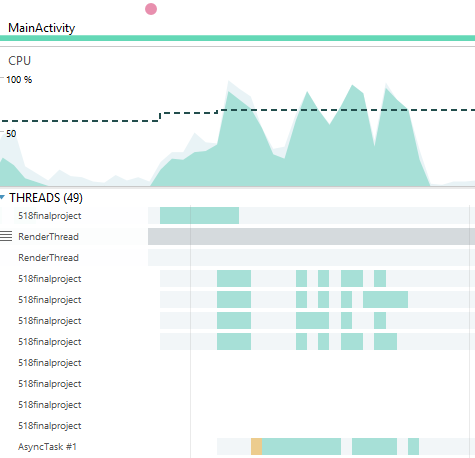 MainActivity
CPU
100 %
50
THREADS (49)
518finalproject
RenderThread
RenderThread
518finalproject
518finalproject
518finalproject
518finalproject
518finalproject
518finalproject
518finalproject
518finalproject
AsyncTask #1